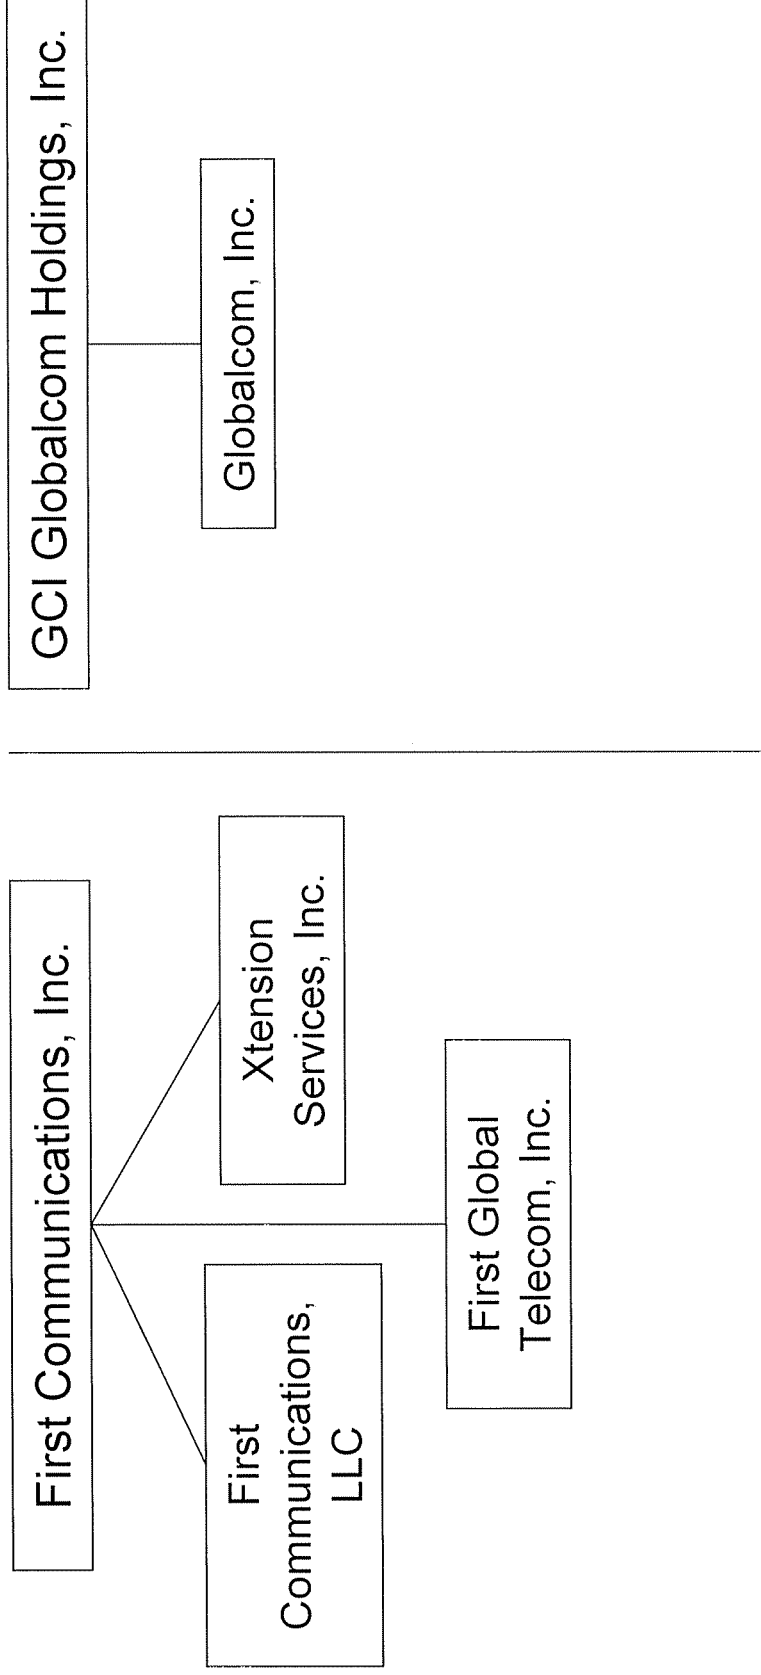 First Communications, Inc.
First
Communications,
LLC
Xtension
Services, Inc.
First Global
Telecom, Inc.
GCI Globalcom Holdings, Inc.
Globalcom, Inc.